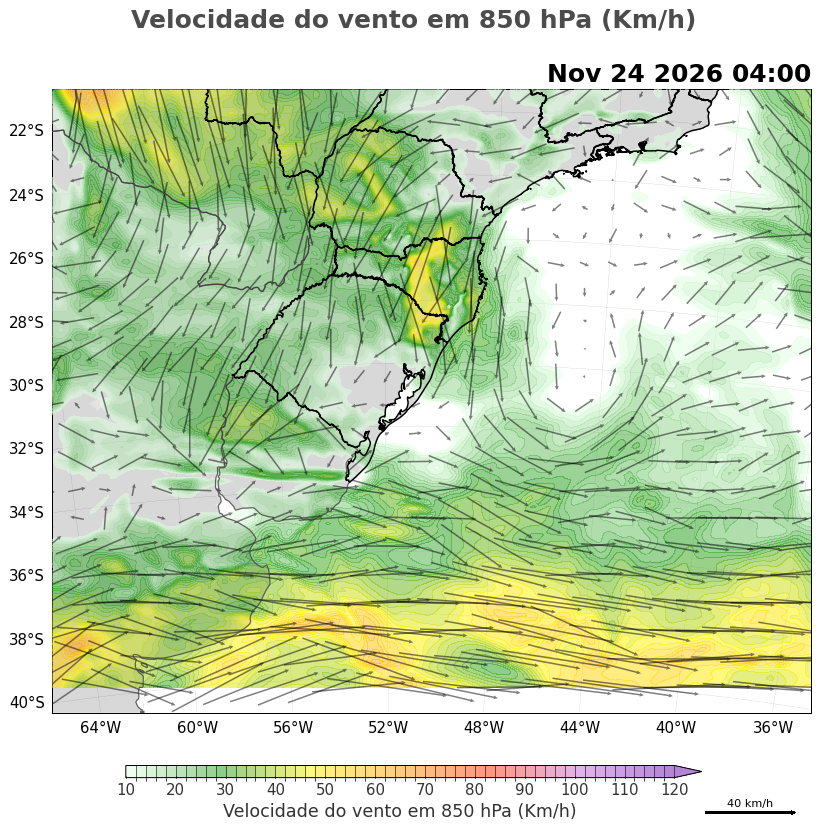 Velocidade do vento em 850 hPa (Km/h)
Nov 24 2026 04:00
22°S
24°S
26°S
28°S
30°S
32°S
34°S
36°S
38°S
40°S
64°W 60°W 56°W 52°W 48°W 44°W 40°W 36°W
10 20 30 40 50 60 70 80 90 100 110 120
Velocidade do vento em 850 hPa (Km/h)
40 km/h